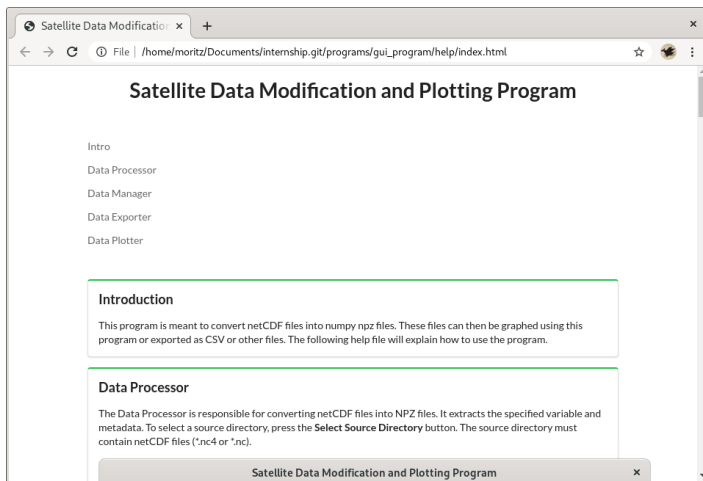 Satellite Data Modification
File | /home/moritz/Documents/internship.git/programs/gui_program/help/index.html
Satellite Data Modification and Plotting Program
Intro
Data Processor
Data Manager
Data Exporter
Data Plotter
Introduction
This program is meant to convert netCDF files into numpy npz files. These files can then be graphed using this
program or exported as CSV or other files. The following help file will explain how to use the program.
Data Processor
The Data Processor is responsible for converting netCDF files into NPZ files. It extracts the specified variable and
metadata. To select a source directory, press the Select Source Directory button. The source directory must
contain netCDF files (*.nc4 or *.nc).
Satellite Data Modification and Plotting Program